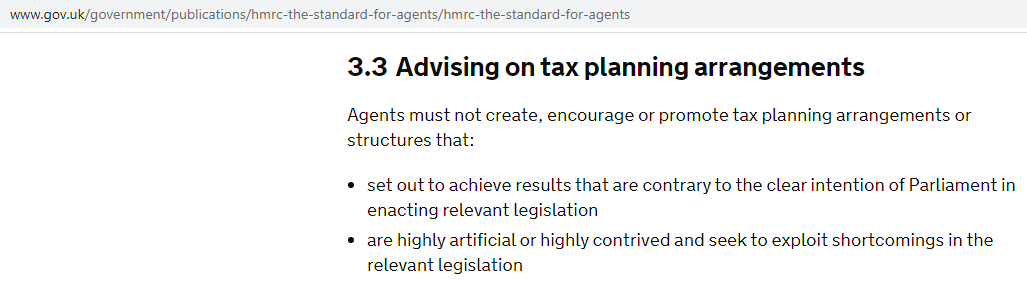 www.gov.uk/government/publications/hmrc-the-standard-for-agents/hmrc-the-standard-for-agents
3.3 Advising on tax planning arrangements
Agents must not create, encourage or promote tax planning arrangements or
structures that:
• set out to achieve results that are contrary to the clear intention of Parliament in
enacting relevant legislation
• are highly artificial or highly contrived and seek to exploit shortcomings in the
relevant legislation